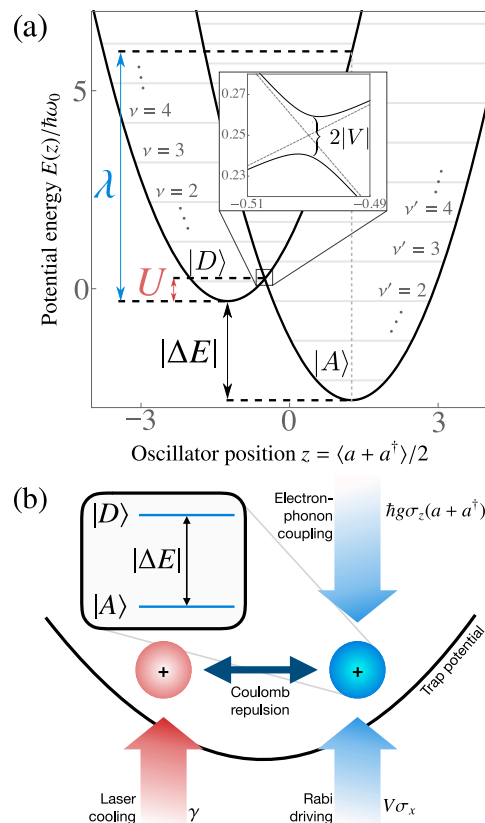 (a)
Potential energy E(z)/ħω₀
5
0
−3
0
3
Oscillator position z = ⟨a + a†⟩/2
λ
U
|ΔE|
|D⟩
|A⟩
ν = 4
ν = 3
ν = 2
ν' = 4
ν' = 3
ν' = 2
0.27
0.25
0.23
−0.51
−0.49
2|V|
(b)
|D⟩
|ΔE|
|A⟩
Electron-
phonon
coupling
ħgσz(a + a†)
Trap potential
+
+
Coulomb
repulsion
Laser
cooling
γ
Rabi
driving
Vσx